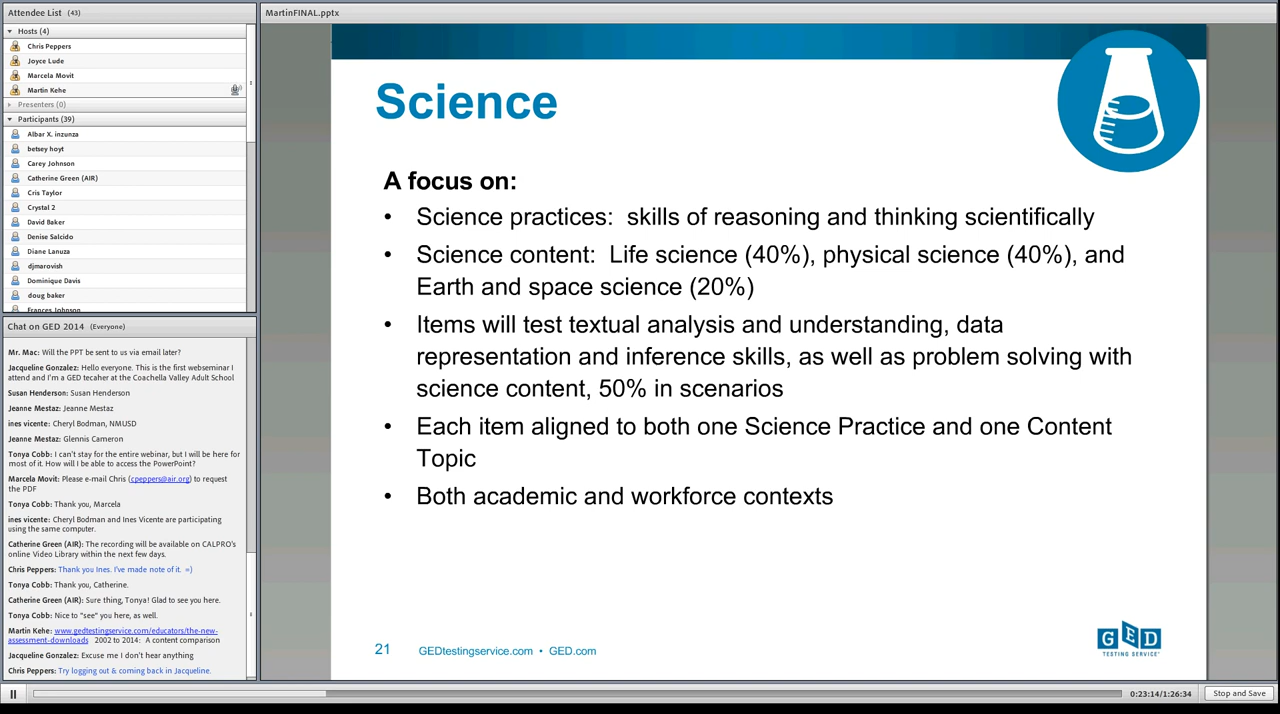 Attendee List (43)
Hosts (4)
Chris Peppers
Joyce Lude
Marcela Movit
Martin Kehe
Presenters (0)
Participants (39)
Albar X. inzunza
betsey hoyt
Carey Johnson
Catherine Green (AIR)
Cris Taylor
Crystal 2
David Baker
Denise Salcido
Diane Lanuza
djmarovish
Dominique Davis
doug baker
Frances Johnson
Chat on GED 2014 (Everyone)
Mr. Mac: Will the PPT be sent to us via email later?
Jacqueline Gonzalez: Hello everyone. This is the first webseminar I
attend and I'm a GED tecaher at the Coachella Valley Adult School
Susan Henderson: Susan Henderson
Jeanne Mestaz: Jeanne Mestaz
ines vicente: Cheryl Bodman, NMUSD
Jeanne Mestaz: Glennis Cameron
Tonya Cobb: I can't stay for the entire webinar, but I will be here for
most of it. How will I be able to access the PowerPoint?
Marcela Movit: Please e-mail Chris (cpeppers@air.org) to request
the PDF
Tonya Cobb: Thank you, Marcela
ines vicente: Cheryl Bodman and Ines Vicente are participating
using the same computer.
Catherine Green (AIR): The recording will be available on CALPRO's
online Video Library within the next few days.
Chris Peppers: Thank you Ines. I've made note of it. =)
Tonya Cobb: Thank you, Catherine.
Catherine Green (AIR): Sure thing, Tonya! Glad to see you here.
Tonya Cobb: Nice to "see" you here, as well.
Martin Kehe: www.gedtestingservice.com/educators/the-new-
assessment-downloads 2002 to 2014: A content comparison
Jacqueline Gonzalez: Excuse me I don't hear anything
Chris Peppers: Try logging out & coming back in Jacqueline.
MartinFINAL.pptx
Science
A focus on:
• Science practices: skills of reasoning and thinking scientifically
• Science content: Life science (40%), physical science (40%), and
Earth and space science (20%)
• Items will test textual analysis and understanding, data
representation and inference skills, as well as problem solving with
science content, 50% in scenarios
• Each item aligned to both one Science Practice and one Content
Topic
• Both academic and workforce contexts
21 GEDtestingservice.com • GED.com
GED
TESTING SERVICE
0:23:14/1:26:34
Stop and Save